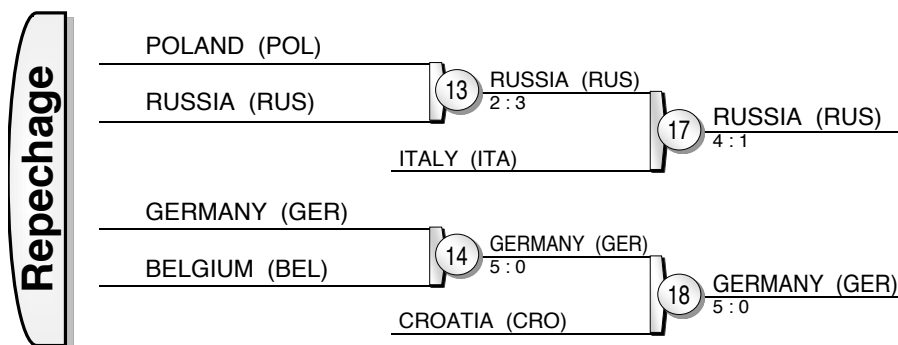 Repechage
POLAND (POL)
RUSSIA (RUS)
13
RUSSIA (RUS)
2 : 3
ITALY (ITA)
17
RUSSIA (RUS)
4 : 1
GERMANY (GER)
BELGIUM (BEL)
14
GERMANY (GER)
5 : 0
CROATIA (CRO)
18
GERMANY (GER)
5 : 0